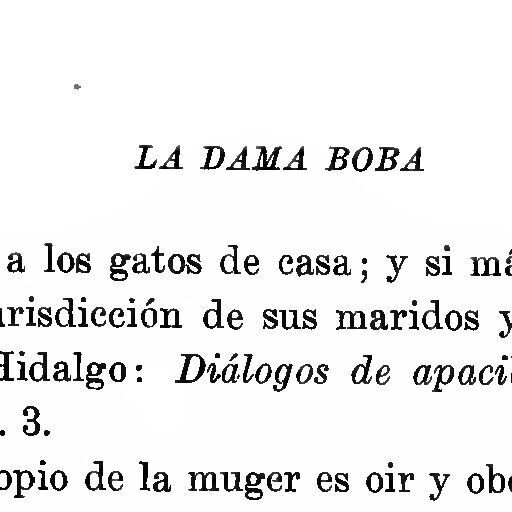 LA DAMA BOBA
a los gatos de casa; y si má
urisdicción de sus maridos y
Hidalgo: Diálogos de apaci
. 3.
opio de la muger es oir y obe